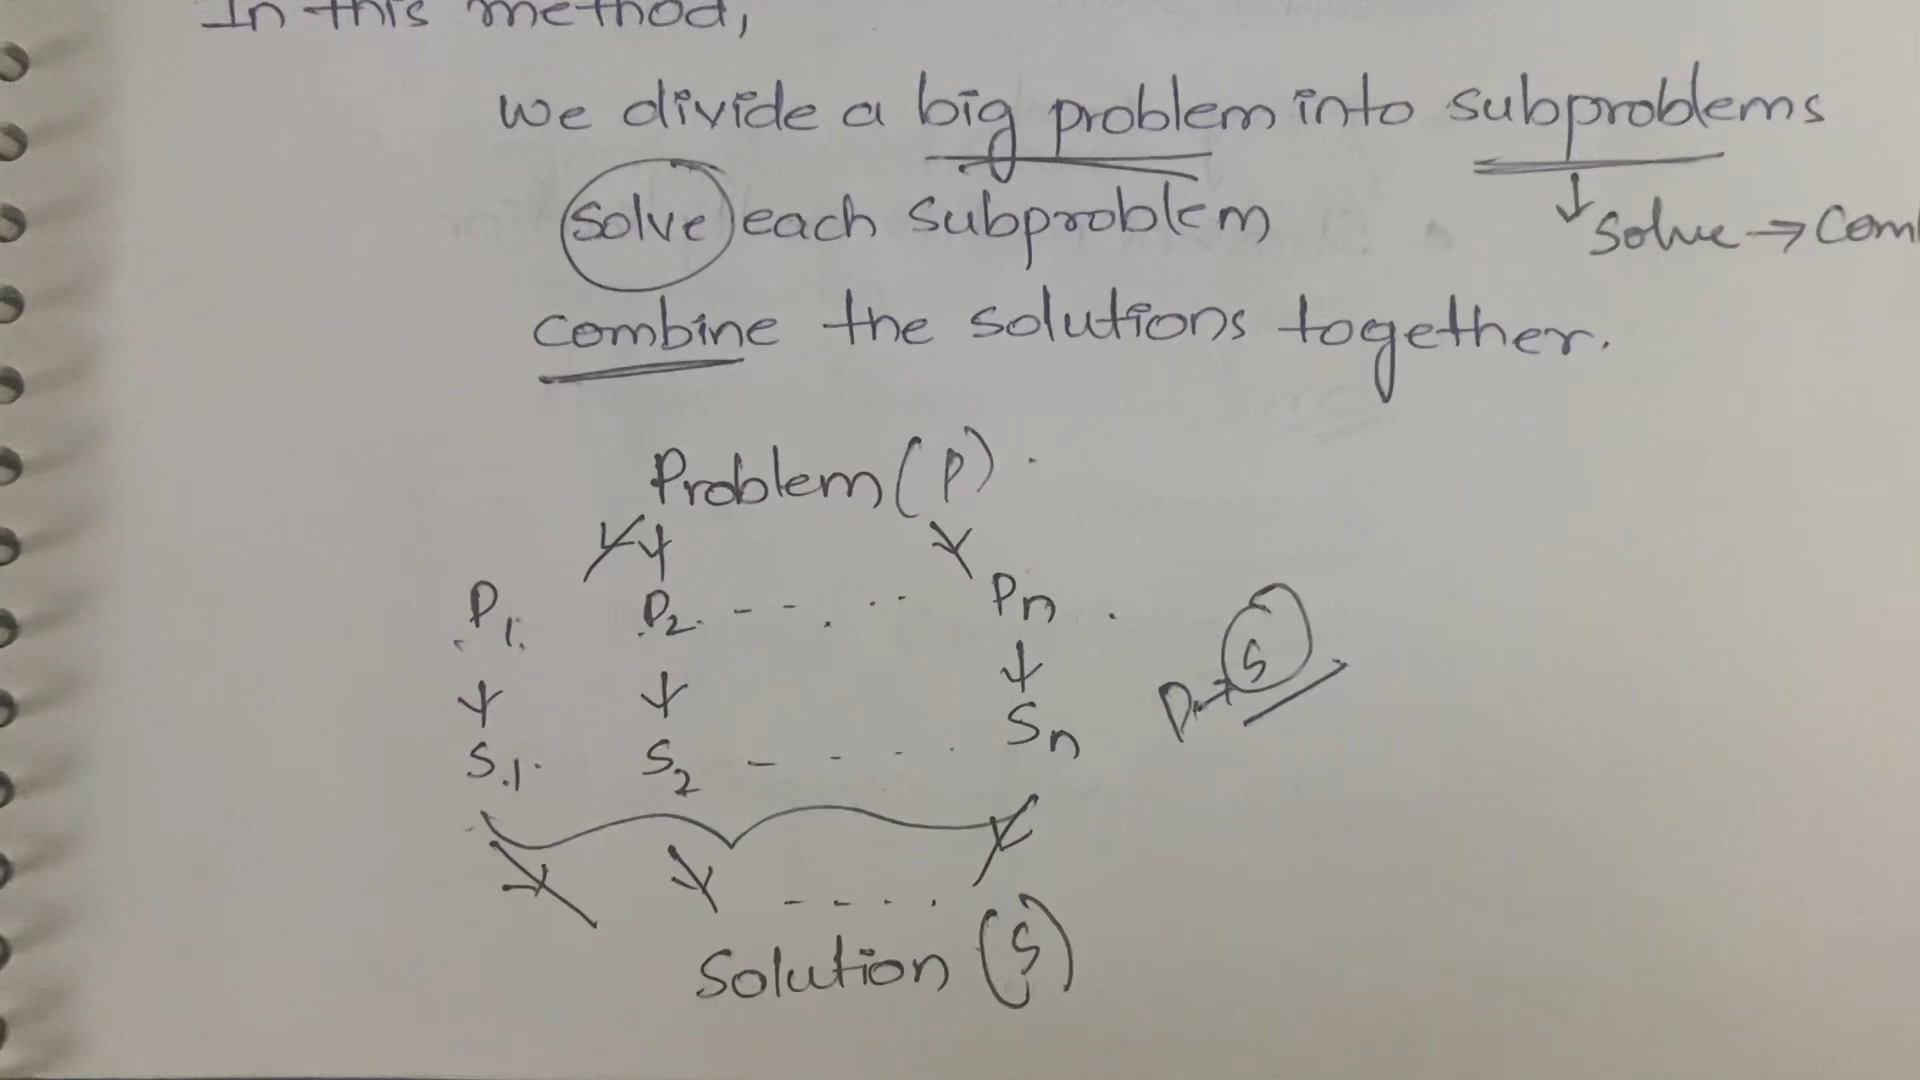 In this method,
we divide a big problem into subproblems
solve each subproblem
solve → Com
combine the solutions together.
Problem (P).
P1. P2. - - . . . Pn .
S.1. S2 - - . . Sn
P → S
- - . . .
Solution (S)